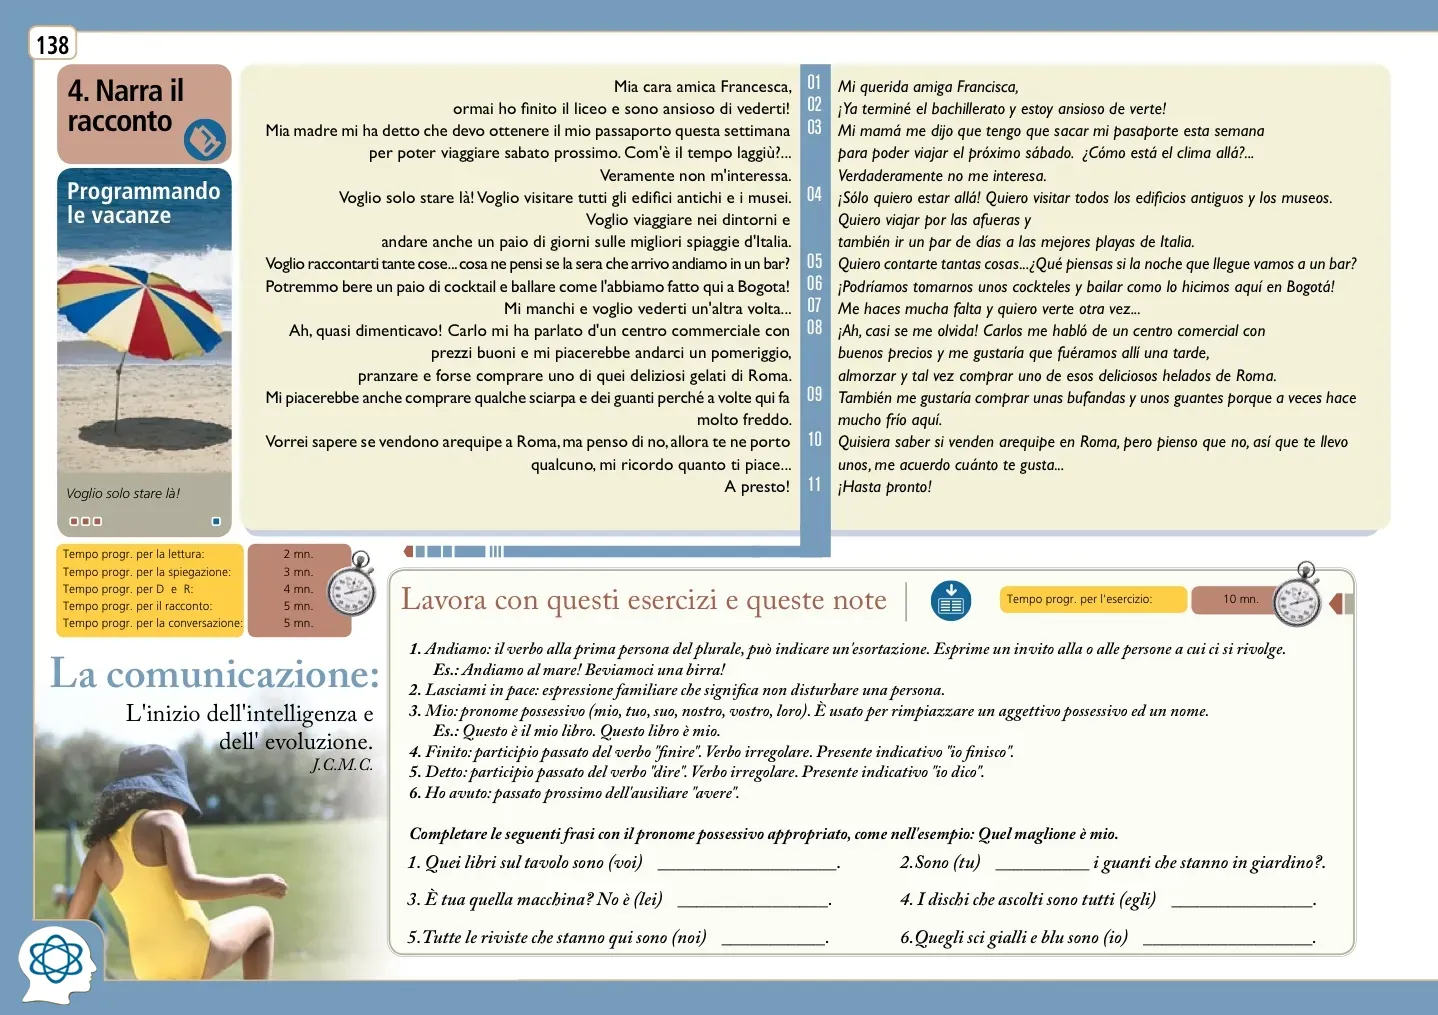 138
4. Narra il
racconto
Programmando
le vacanze
Voglio solo stare là!
Mia cara amica Francesca,
ormai ho finito il liceo e sono ansioso di vederti!
Mia madre mi ha detto che devo ottenere il mio passaporto questa settimana
per poter viaggiare sabato prossimo. Com'è il tempo laggiù?...
Veramente non m'interessa.
Voglio solo stare là! Voglio visitare tutti gli edifici antichi e i musei.
Voglio viaggiare nei dintorni e
andare anche un paio di giorni sulle migliori spiaggie d'Italia.
Voglio raccontarti tante cose...cosa ne pensi se la sera che arrivo andiamo in un bar?
Potremmo bere un paio di cocktail e ballare come l'abbiamo fatto qui a Bogota!
Mi manchi e voglio vederti un'altra volta...
Ah, quasi dimenticavo! Carlo mi ha parlato d'un centro commerciale con
prezzi buoni e mi piacerebbe andarci un pomeriggio,
pranzare e forse comprare uno di quei deliziosi gelati di Roma.
Mi piacerebbe anche comprare qualche sciarpa e dei guanti perché a volte qui fa
molto freddo.
Vorrei sapere se vendono arequipe a Roma, ma penso di no, allora te ne porto
qualcuno, mi ricordo quanto ti piace...
A presto!
01
02
03
04
05
06
07
08
09
10
11
Mi querida amiga Francisca,
¡Ya terminé el bachillerato y estoy ansioso de verte!
Mi mamá me dijo que tengo que sacar mi pasaporte esta semana
para poder viajar el próximo sábado. ¿Cómo está el clima allá?...
Verdaderamente no me interesa.
¡Sólo quiero estar allá! Quiero visitar todos los edificios antiguos y los museos.
Quiero viajar por las afueras y
también ir un par de días a las mejores playas de Italia.
Quiero contarte tantas cosas...¿Qué piensas si la noche que llegue vamos a un bar?
¡Podríamos tomarnos unos cockteles y bailar como lo hicimos aquí en Bogotá!
Me haces mucha falta y quiero verte otra vez...
¡Ah, casi se me olvida! Carlos me habló de un centro comercial con
buenos precios y me gustaría que fuéramos allí una tarde,
almorzar y tal vez comprar uno de esos deliciosos helados de Roma.
También me gustaría comprar unas bufandas y unos guantes porque a veces hace
mucho frío aquí.
Quisiera saber si venden arequipe en Roma, pero pienso que no, así que te llevo
unos, me acuerdo cuánto te gusta...
¡Hasta pronto!
Tempo progr. per la lettura: 2 mn.
Tempo progr. per la spiegazione: 3 mn.
Tempo progr. per D e R: 4 mn.
Tempo progr. per il racconto: 5 mn.
Tempo progr. per la conversazione: 5 mn.
La comunicazione:
L'inizio dell'intelligenza e
dell' evoluzione.
J.C.M.C.
Lavora con questi esercizi e queste note
Tempo progr. per l'esercizio: 10 mn.
1. Andiamo: il verbo alla prima persona del plurale, può indicare un'esortazione. Esprime un invito alla o alle persone a cui ci si rivolge.
Es.: Andiamo al mare! Beviamoci una birra!
2. Lasciami in pace: espressione familiare che significa non disturbare una persona.
3. Mio: pronome possessivo (mio, tuo, suo, nostro, vostro, loro). È usato per rimpiazzare un aggettivo possessivo ed un nome.
Es.: Questo è il mio libro. Questo libro è mio.
4. Finito: participio passato del verbo "finire". Verbo irregolare. Presente indicativo "io finisco".
5. Detto: participio passato del verbo "dire". Verbo irregolare. Presente indicativo "io dico".
6. Ho avuto: passato prossimo dell'ausiliare "avere".
Completare le seguenti frasi con il pronome possessivo appropriato, come nell'esempio: Quel maglione è mio.
1. Quei libri sul tavolo sono (voi) ___________________.
2.Sono (tu) __________ i guanti che stanno in giardino?.
3. È tua quella macchina? No è (lei) ________________.
4. I dischi che ascolti sono tutti (egli) _______________.
5.Tutte le riviste che stanno qui sono (noi) ___________.
6.Quegli sci gialli e blu sono (io) __________________.